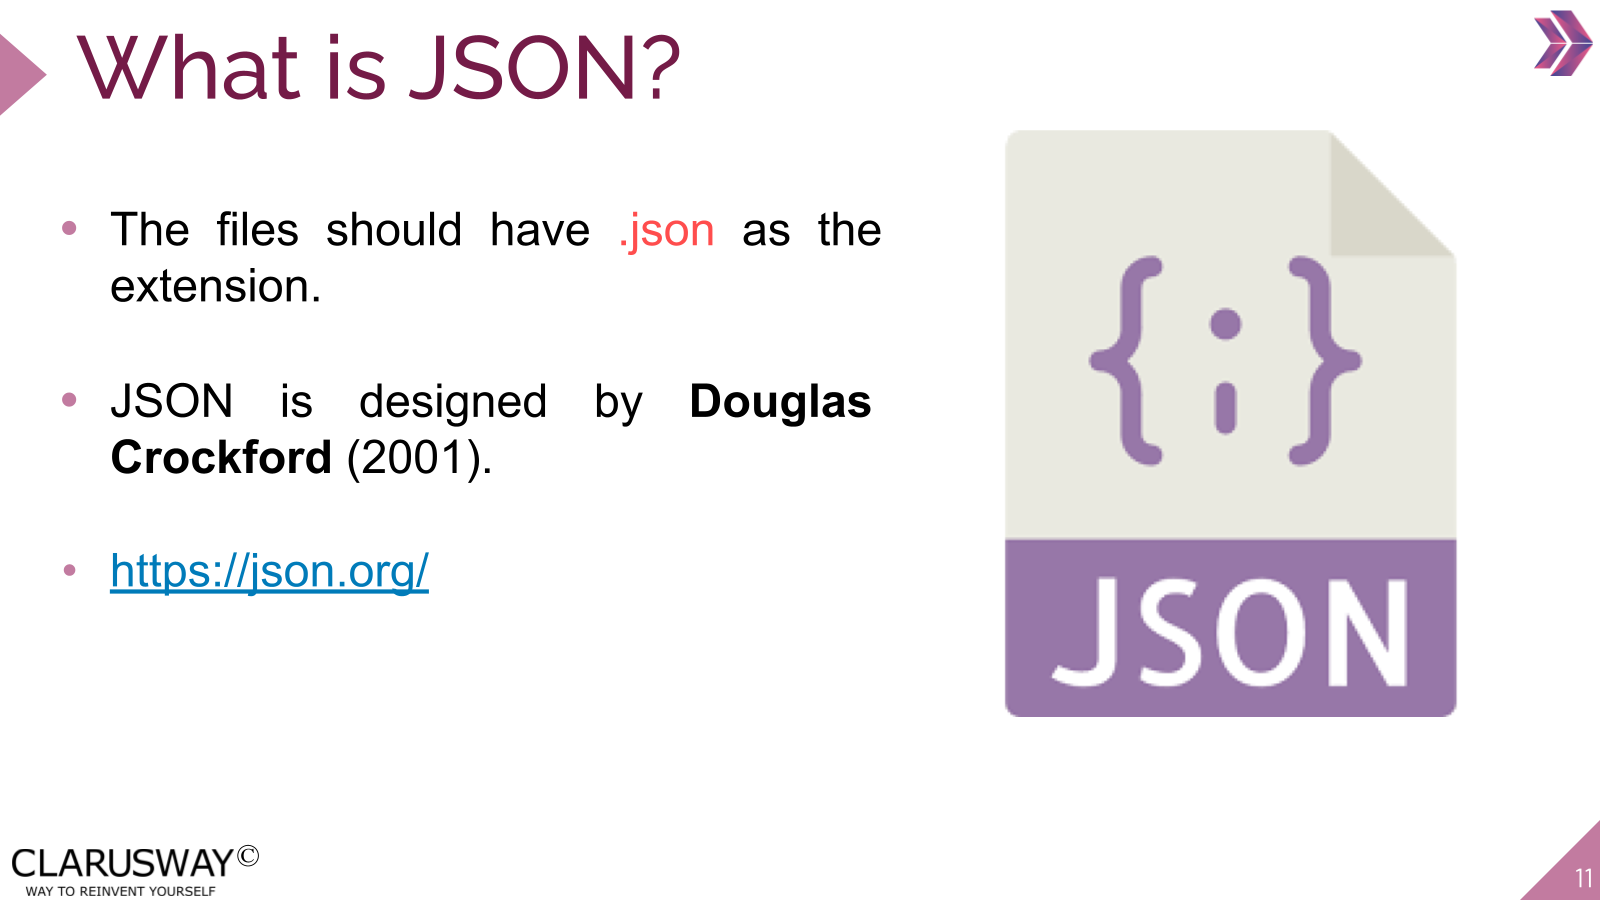 What is JSON?
The files should have .json as the
extension.
JSON is designed by Douglas
Crockford (2001).
https://json.org/
{;}
JSON
CLARUSWAY©
WAY TO REINVENT YOURSELF
11